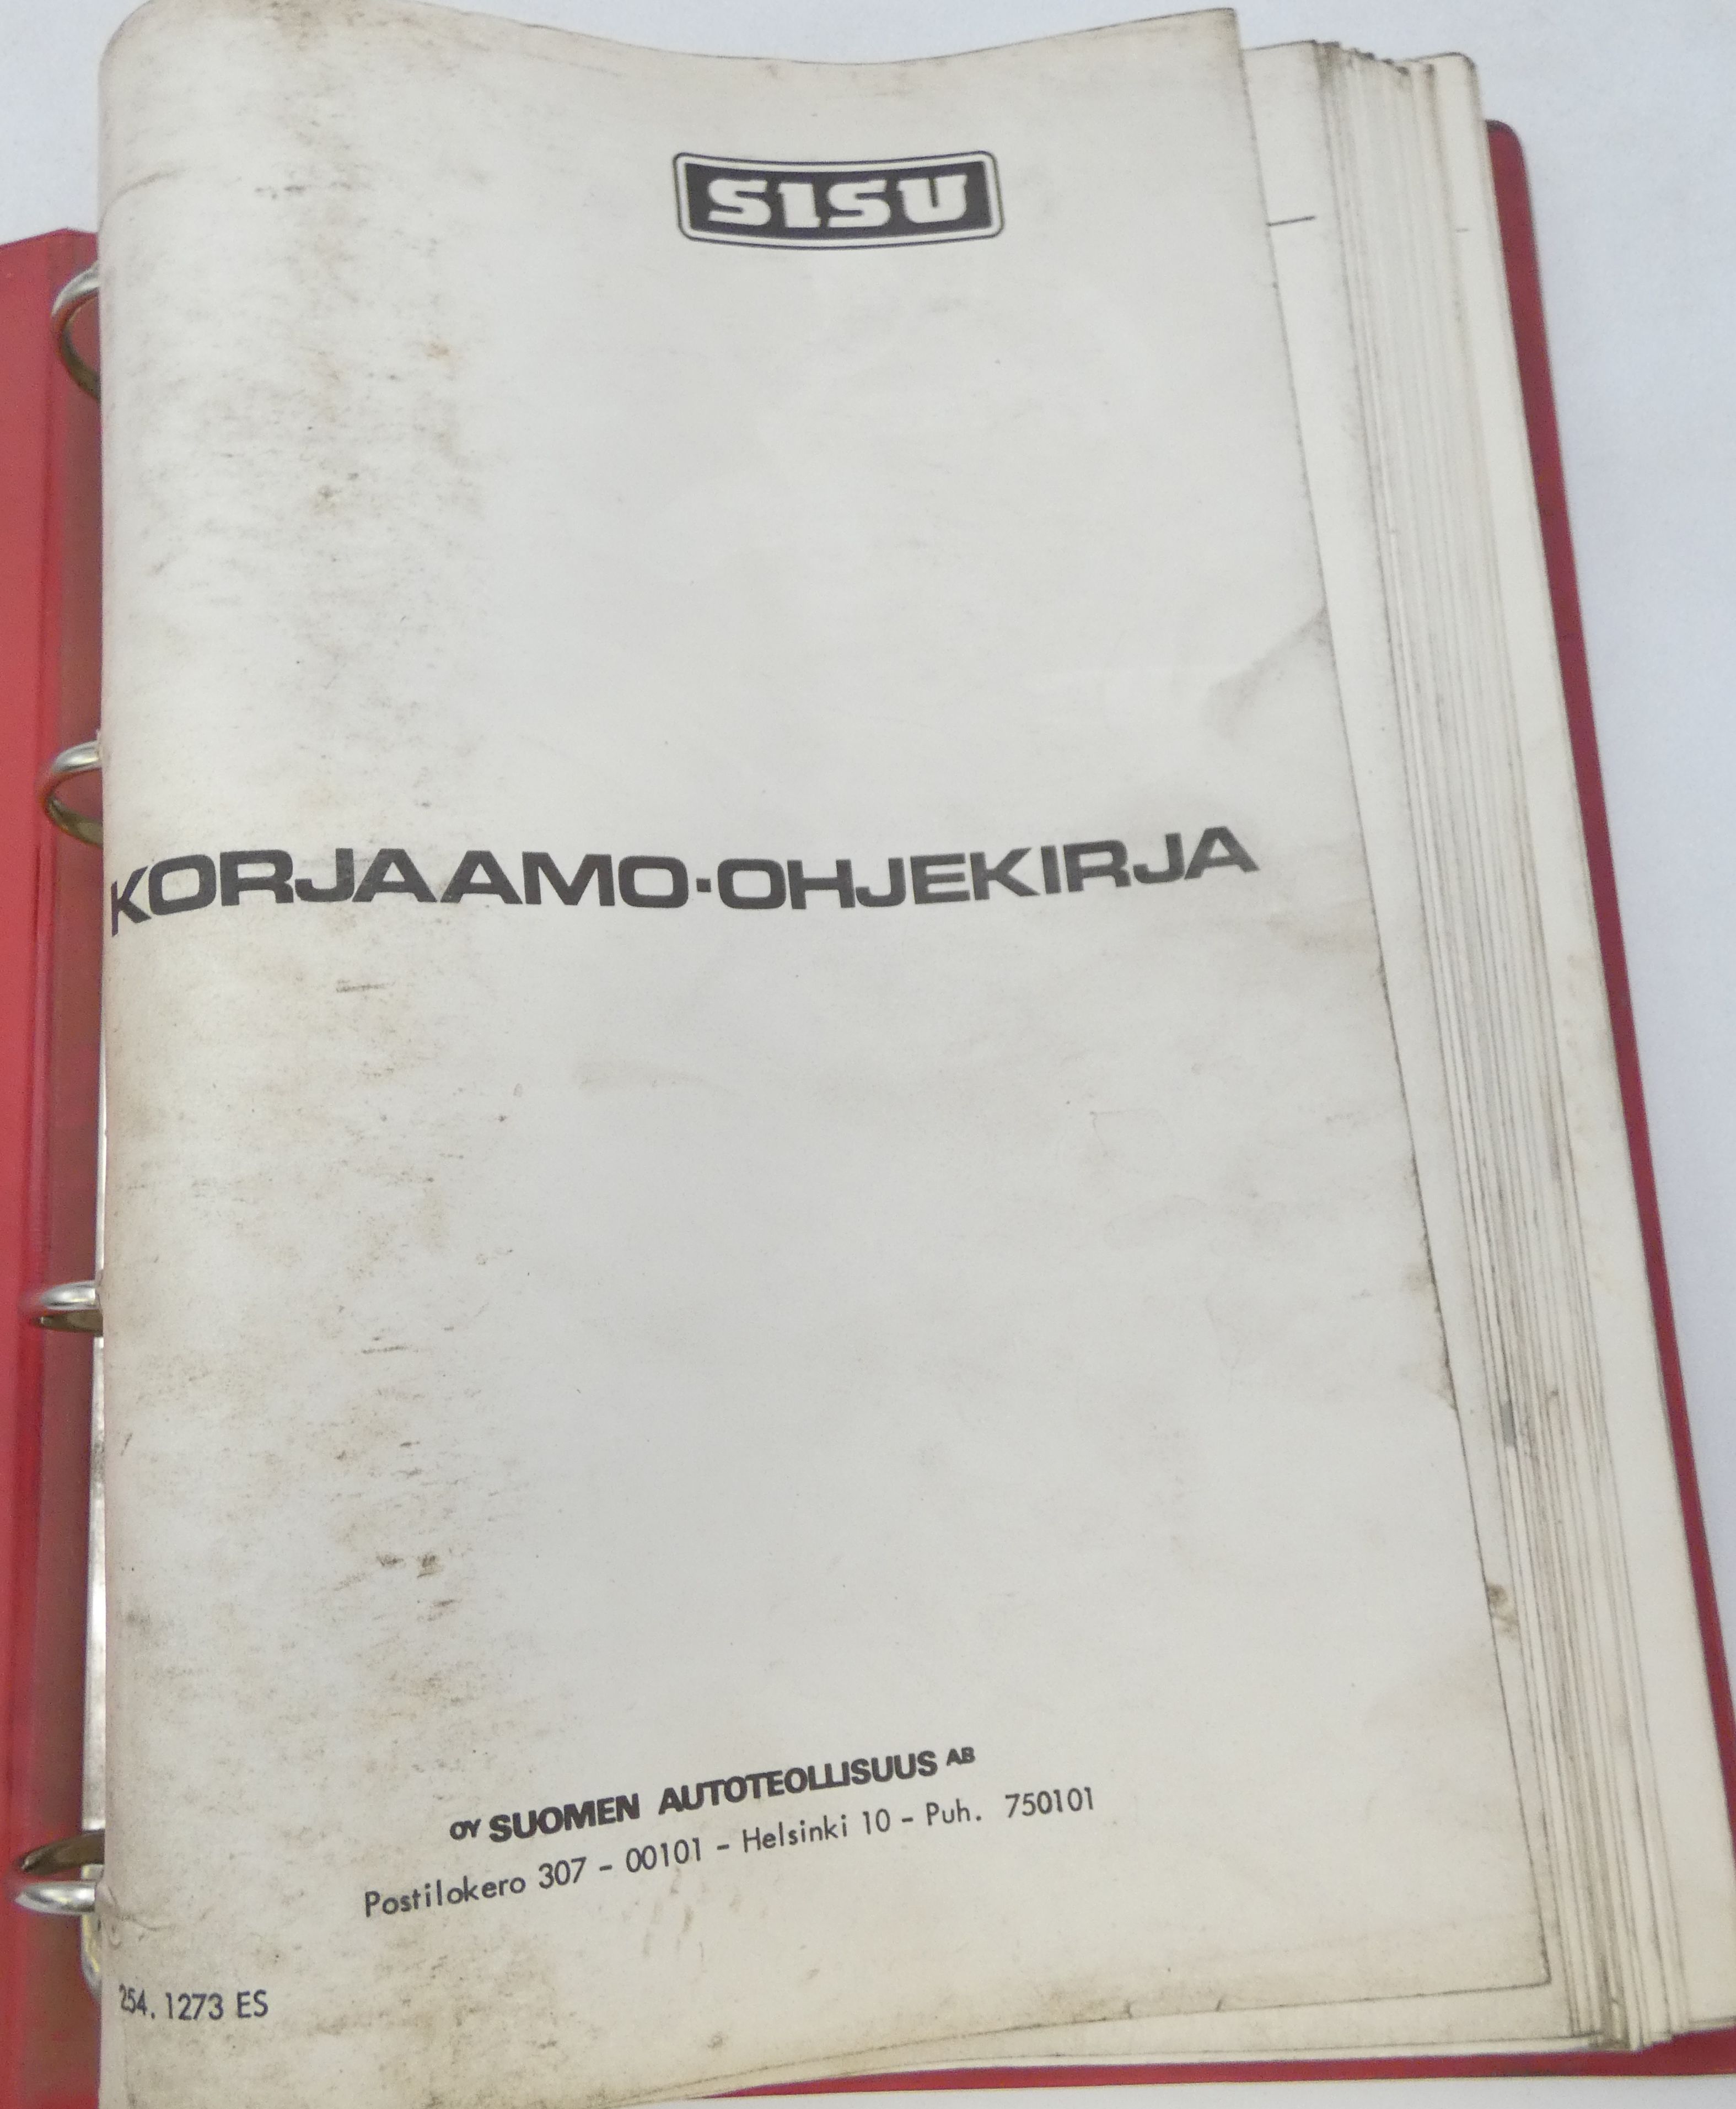 SISU
KORJAAMO-OHJEKIRJA
OY SUOMEN AUTOTEOLLISUUS AB
Postilokero 307 - 00101 - Helsinki 10 - Puh. 750101
254.1273 ES